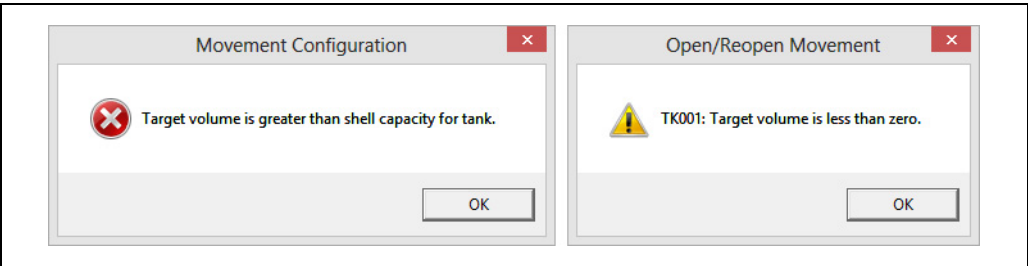 Movement Configuration
Target volume is greater than shell capacity for tank.
OK
Open/Reopen Movement
TK001: Target volume is less than zero.
OK